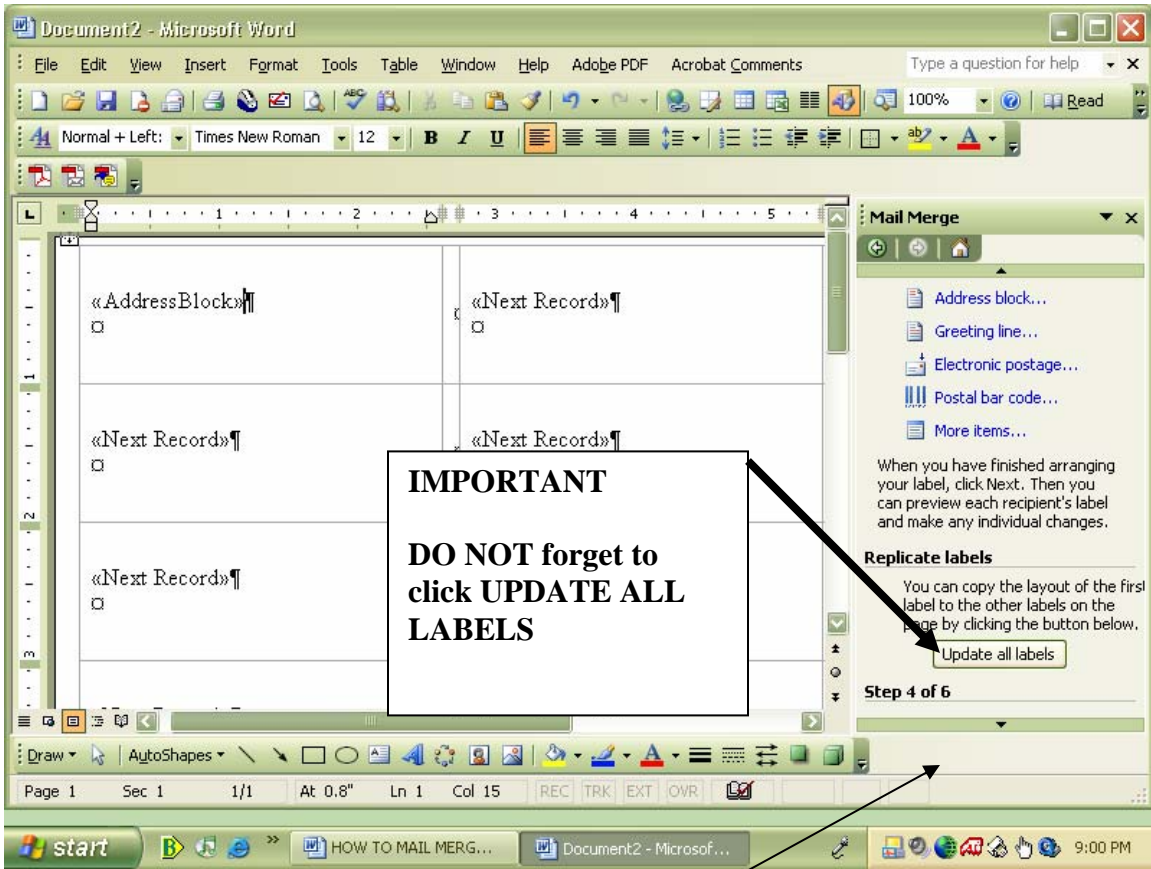 Document2 - Microsoft Word
File Edit View Insert Format Tools Table Window Help Adobe PDF Acrobat Comments Type a question for help
100% Read
Normal + Left: Times New Roman 12 B I U
1 2 3 4 5
Mail Merge
«AddressBlock»¶ «Next Record»¶
Address block...
Greeting line...
Electronic postage...
Postal bar code...
More items...
«Next Record»¶ «Next Record»¶
When you have finished arranging
your label, click Next. Then you
can preview each recipient's label
and make any individual changes.
IMPORTANT
DO NOT forget to
click UPDATE ALL
LABELS
«Next Record»¶
Replicate labels
You can copy the layout of the first
label to the other labels on the
page by clicking the button below.
Update all labels
Step 4 of 6
Draw AutoShapes
Page 1 Sec 1 1/1 At 0.8" Ln 1 Col 15 REC TRK EXT OVR
start HOW TO MAIL MERG... Document2 - Microsof... 9:00 PM